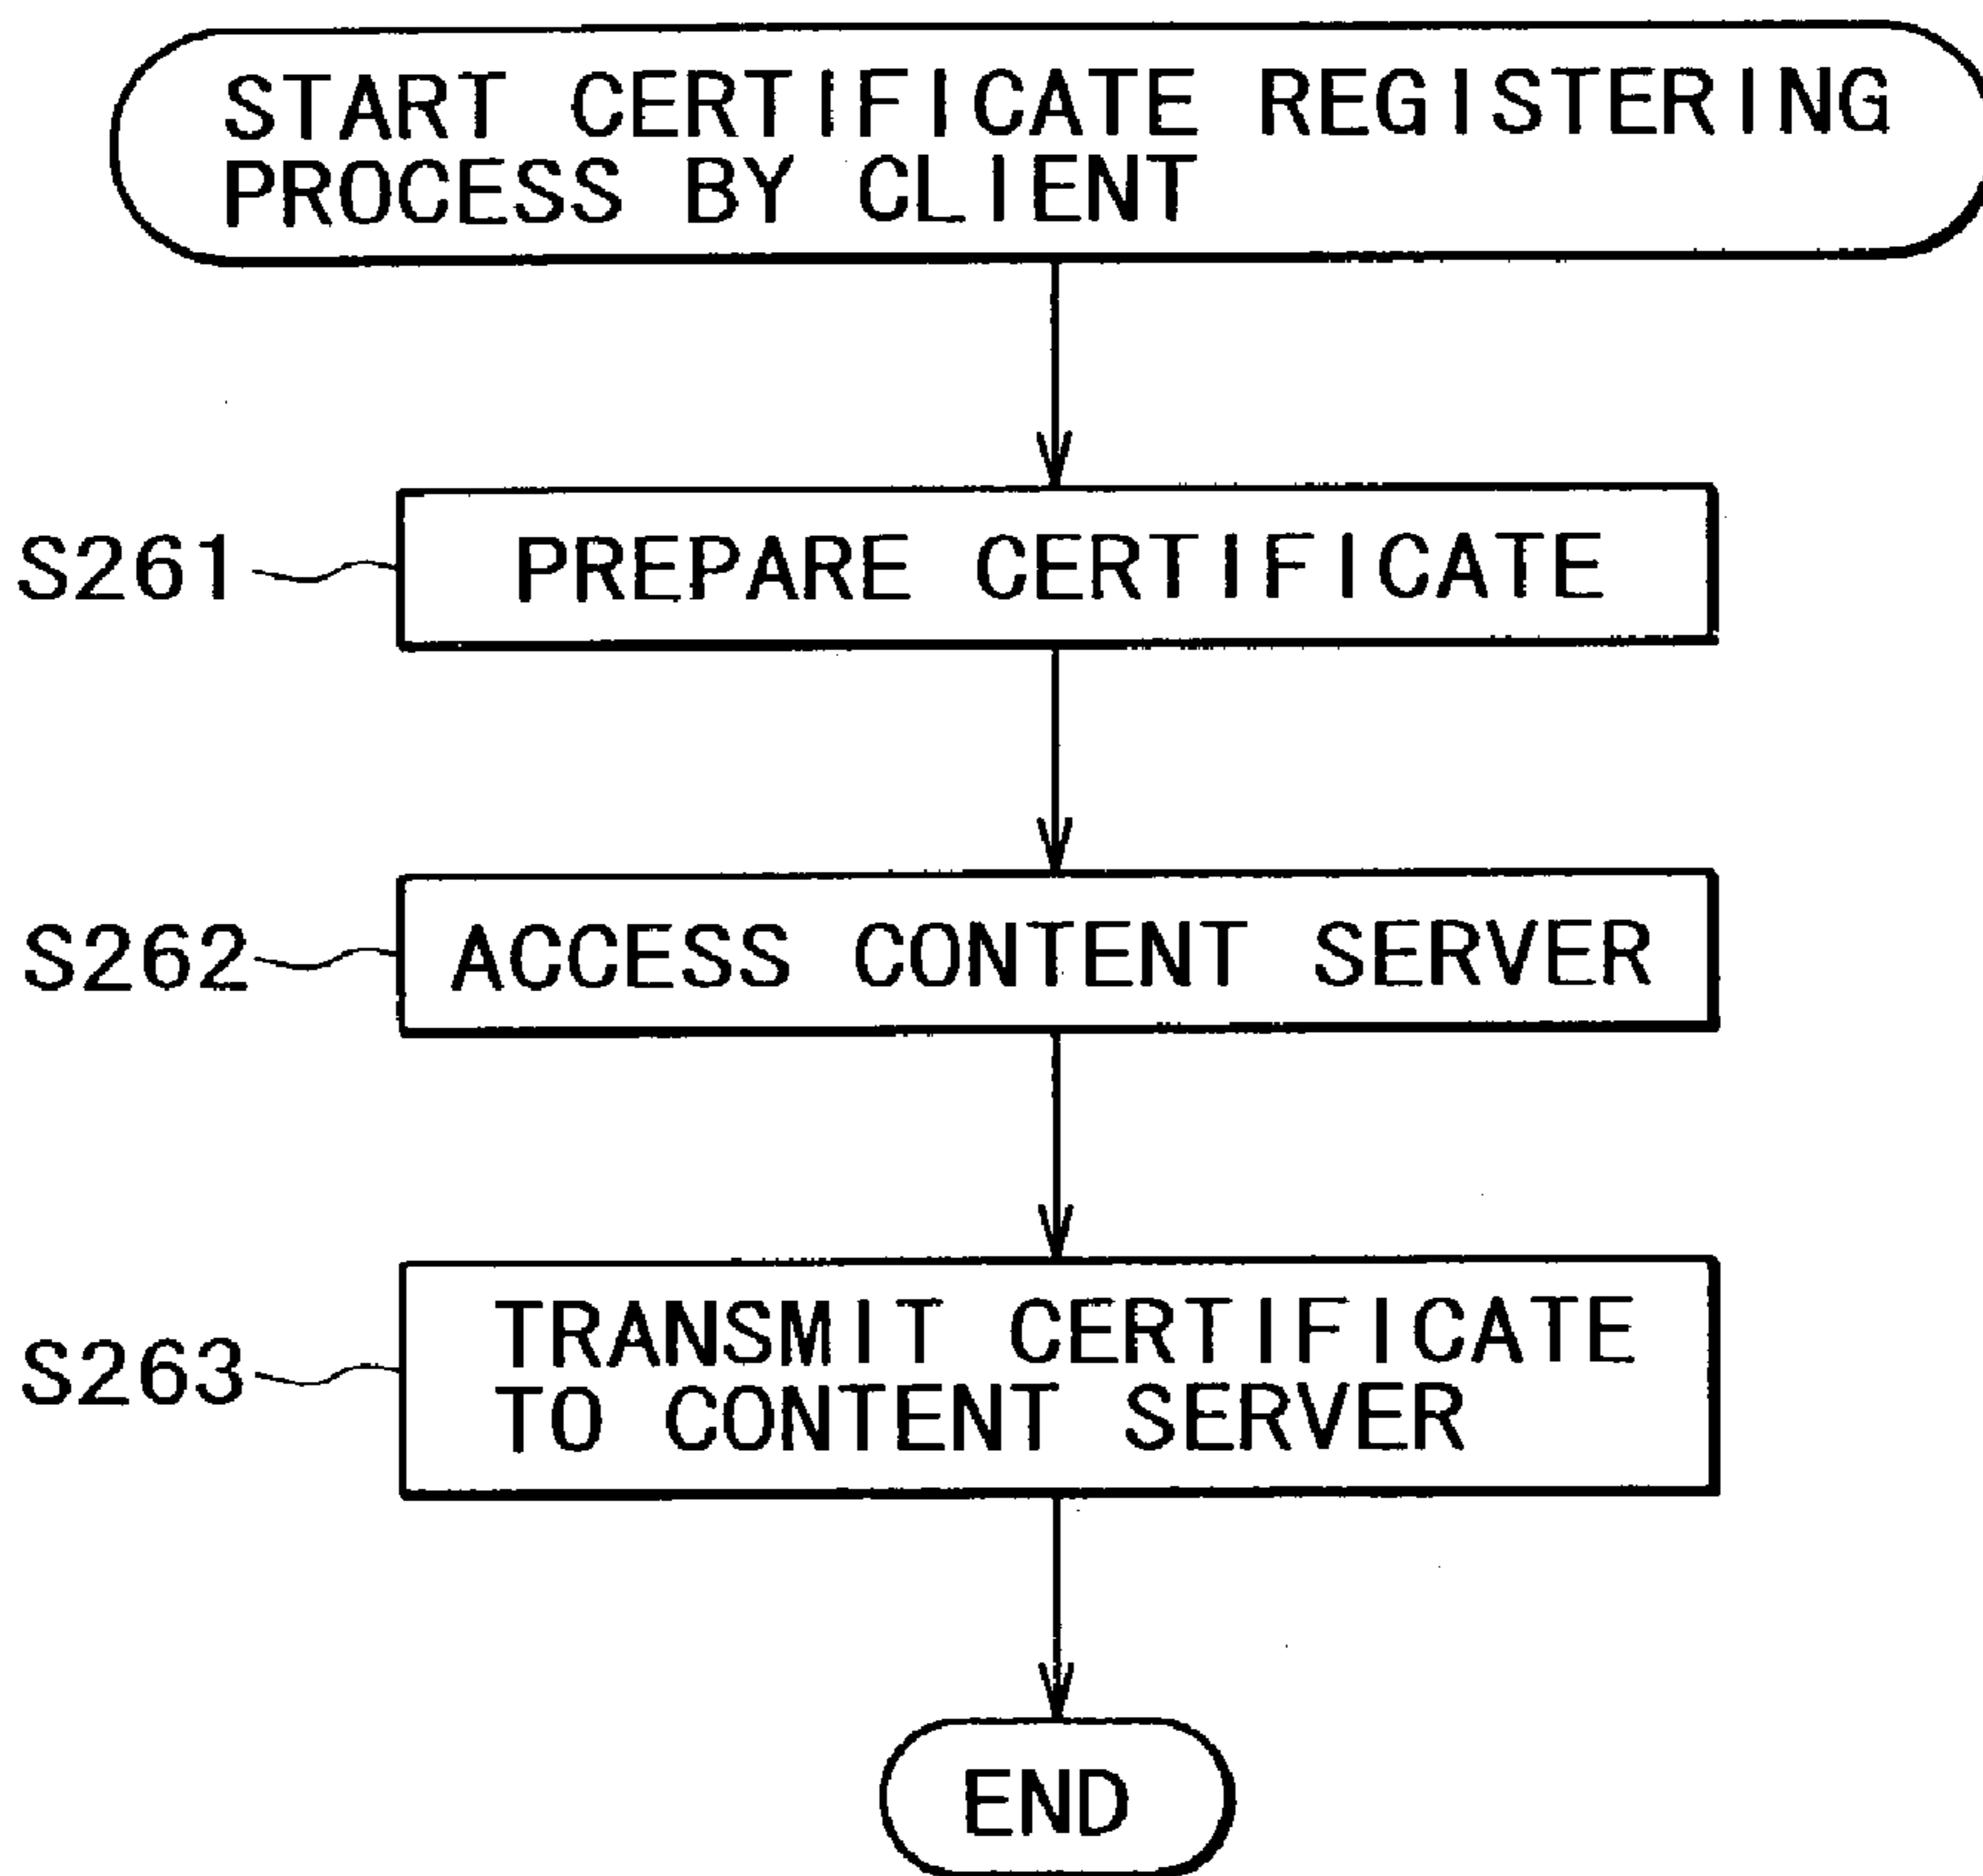 START CERTIFICATE REGISTERING
PROCESS BY CLIENT
S261
PREPARE CERTIFICATE
S262
ACCESS CONTENT SERVER
S263
TRANSMIT CERTIFICATE
TO CONTENT SERVER
END